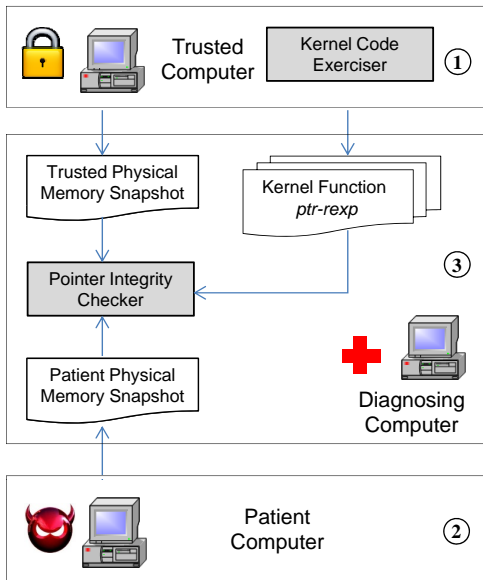 Trusted
Computer
Kernel Code
Exerciser
①
Trusted Physical
Memory Snapshot
Kernel Function
ptr-rexp
Pointer Integrity
Checker
③
Patient Physical
Memory Snapshot
Diagnosing
Computer
Patient
Computer
②